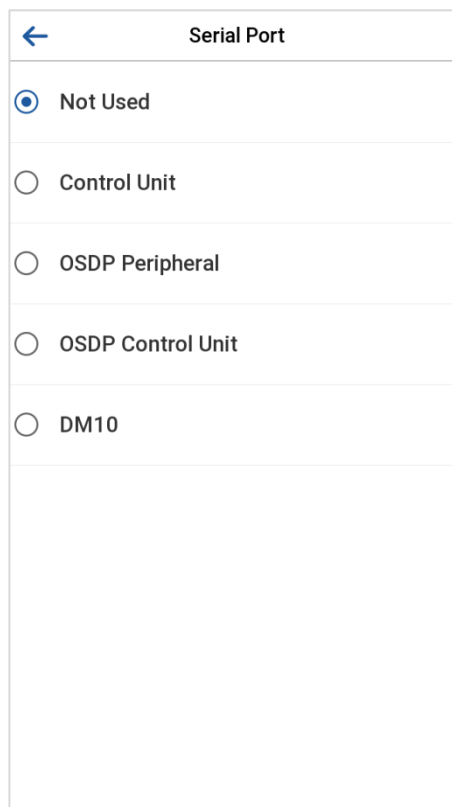 Serial Port
Not Used
Control Unit
OSDP Peripheral
OSDP Control Unit
DM10